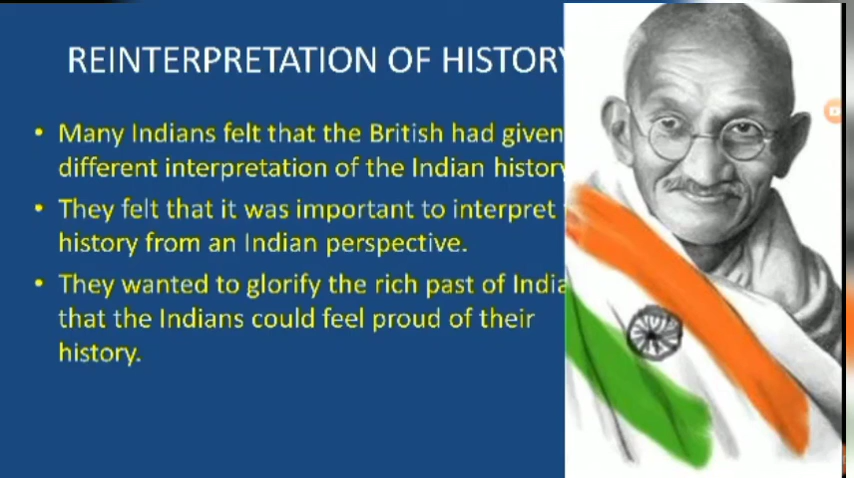 REINTERPRETATION OF HISTORY
• Many Indians felt that the British had given
different interpretation of the Indian history
• They felt that it was important to interpret
history from an Indian perspective.
• They wanted to glorify the rich past of India
that the Indians could feel proud of their
history.